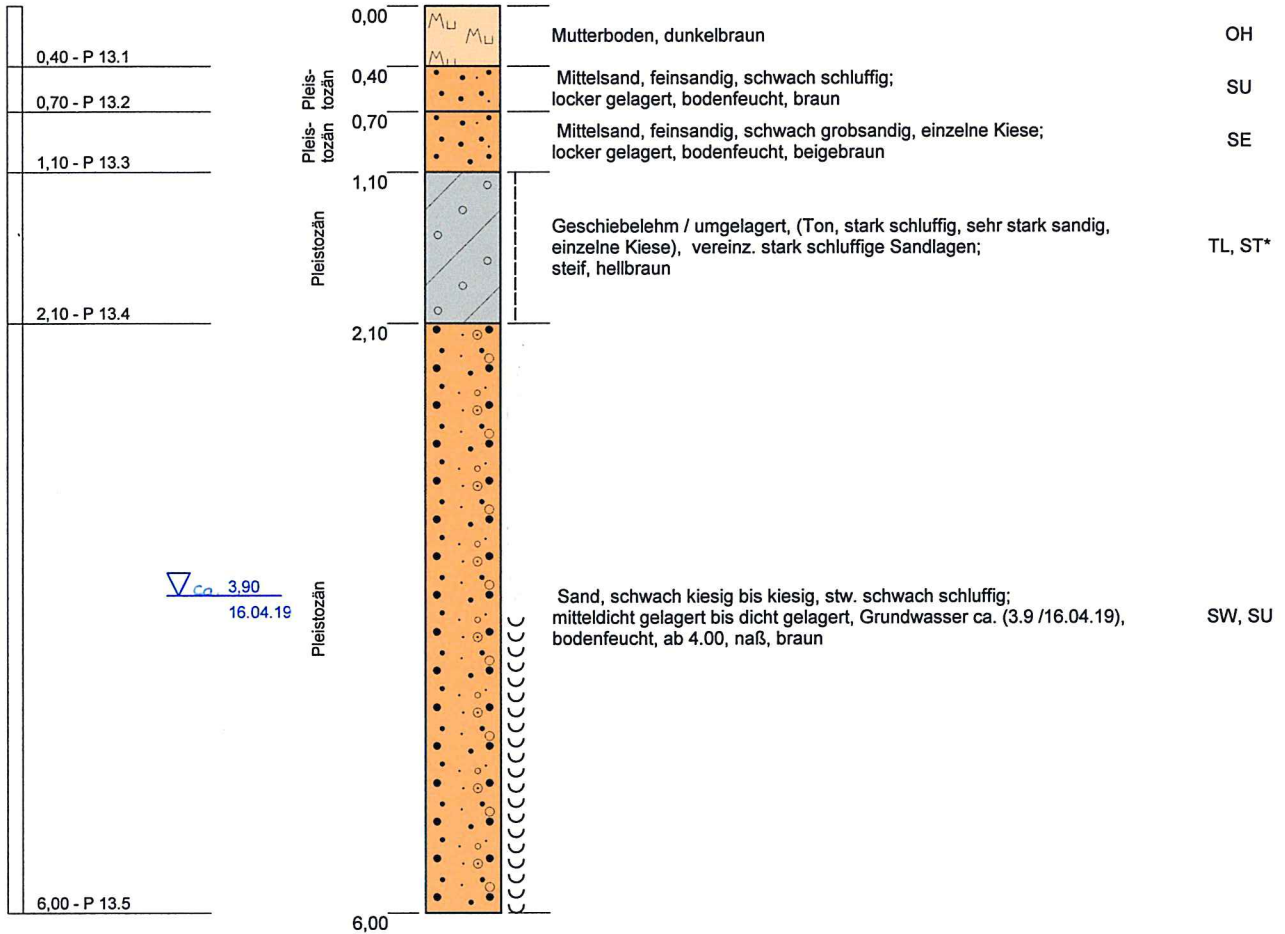 0,00
Mu
Mu
Mu
Mutterboden, dunkelbraun
OH
0,40 - P 13.1
0,40
Pleis-
tozän
Mittelsand, feinsandig, schwach schluffig;
locker gelagert, bodenfeucht, braun
SU
0,70 - P 13.2
0,70
Pleis-
tozän
Mittelsand, feinsandig, schwach grobsandig, einzelne Kiese;
locker gelagert, bodenfeucht, beigebraun
SE
1,10 - P 13.3
1,10
Pleistozän
Geschiebelehm / umgelagert, (Ton, stark schluffig, sehr stark sandig,
einzelne Kiese), vereinz. stark schluffige Sandlagen;
steif, hellbraun
TL, ST*
2,10 - P 13.4
2,10
ca. 3,90
16.04.19
Pleistozän
Sand, schwach kiesig bis kiesig, stw. schwach schluffig;
mitteldicht gelagert bis dicht gelagert, Grundwasser ca. (3.9 /16.04.19),
bodenfeucht, ab 4.00, naß, braun
SW, SU
6,00 - P 13.5
6,00